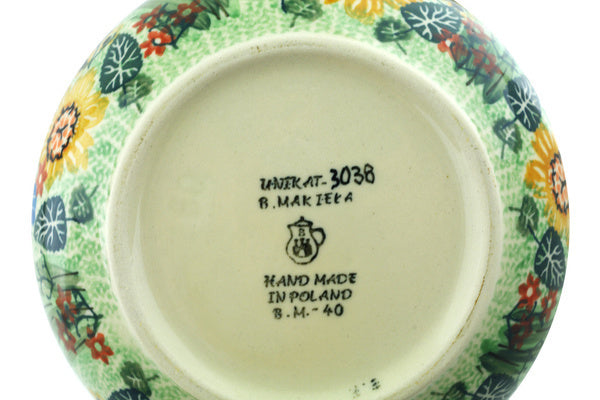 UNIKAT-3038
B. MAKIEŁA
HAND MADE
IN POLAND
B.M.-40